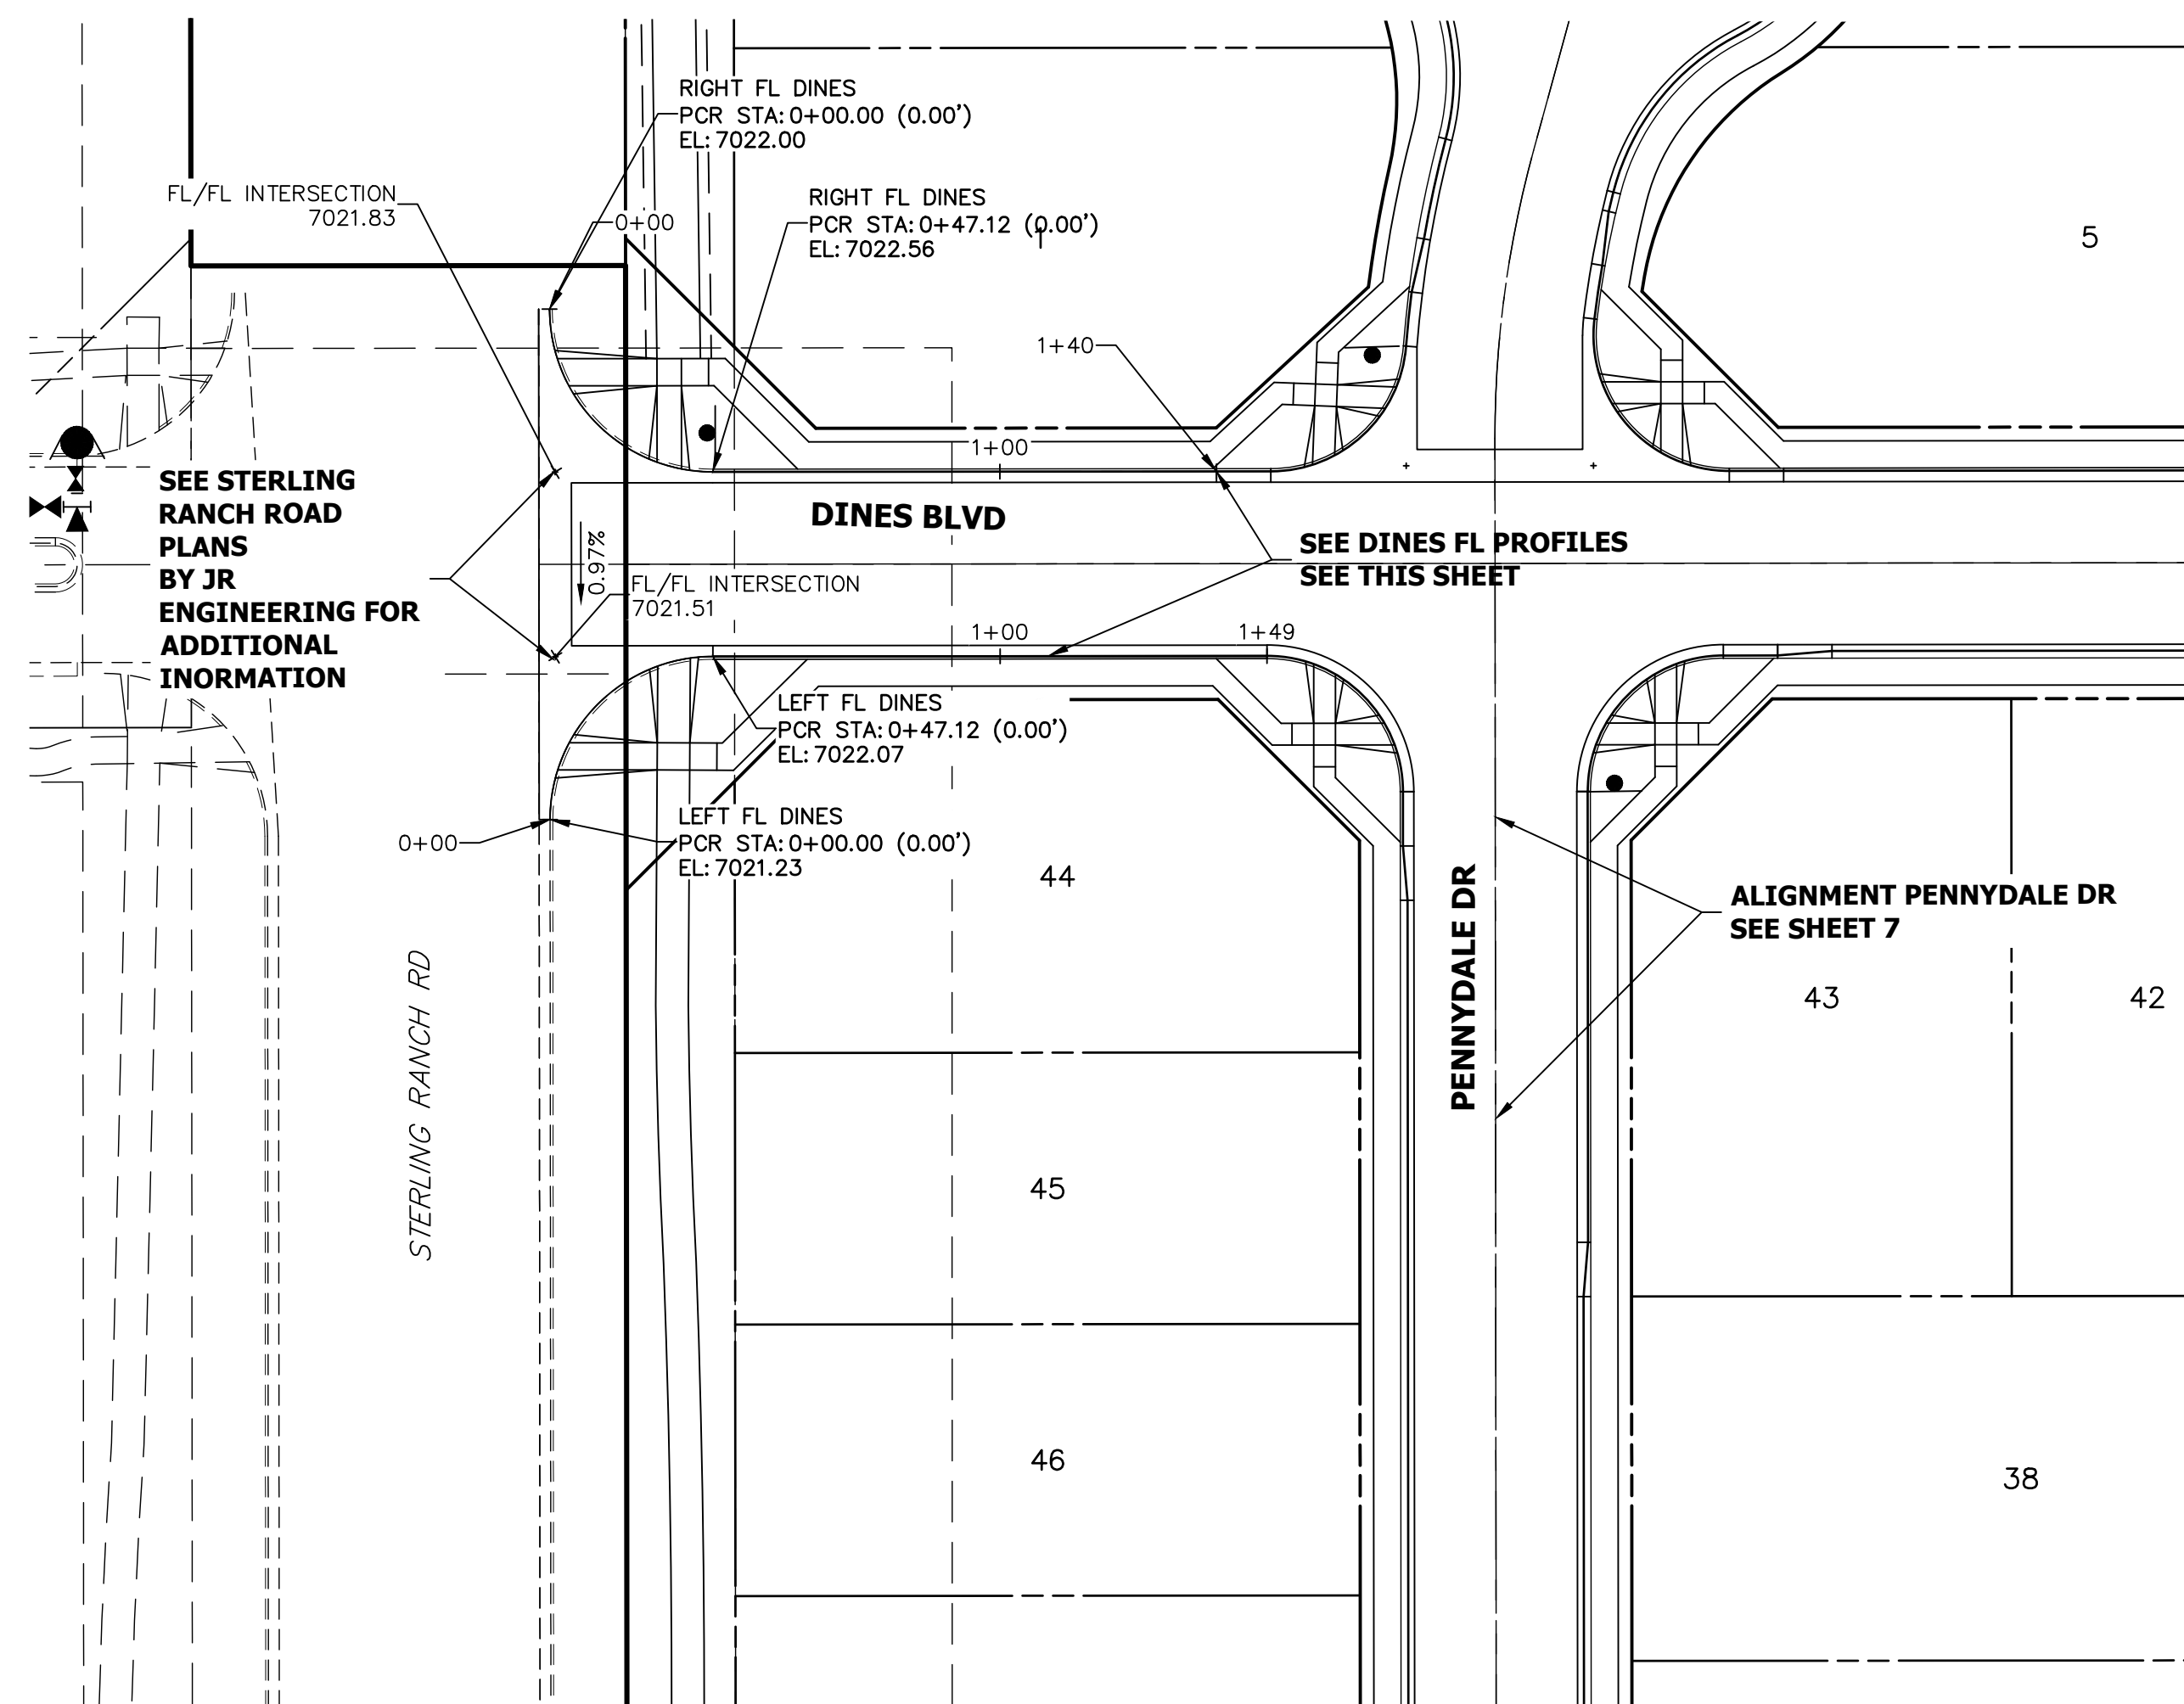 RIGHT FL DINES
PCR STA: 0+00.00 (0.00')
EL: 7022.00
FL/FL INTERSECTION
7021.83
0+00
RIGHT FL DINES
PCR STA: 0+47.12 (0.00')
EL: 7022.56
1
5
1+40
1+00
SEE STERLING
RANCH ROAD
PLANS
BY JR
ENGINEERING FOR
ADDITIONAL
INORMATION
DINES BLVD
SEE DINES FL PROFILES
SEE THIS SHEET
0.97%
FL/FL INTERSECTION
7021.51
1+00
1+49
LEFT FL DINES
PCR STA: 0+47.12 (0.00')
EL: 7022.07
LEFT FL DINES
PCR STA: 0+00.00 (0.00')
EL: 7021.23
0+00
44
ALIGNMENT PENNYDALE DR
SEE SHEET 7
PENNYDALE DR
STERLING RANCH RD
43
42
45
46
38